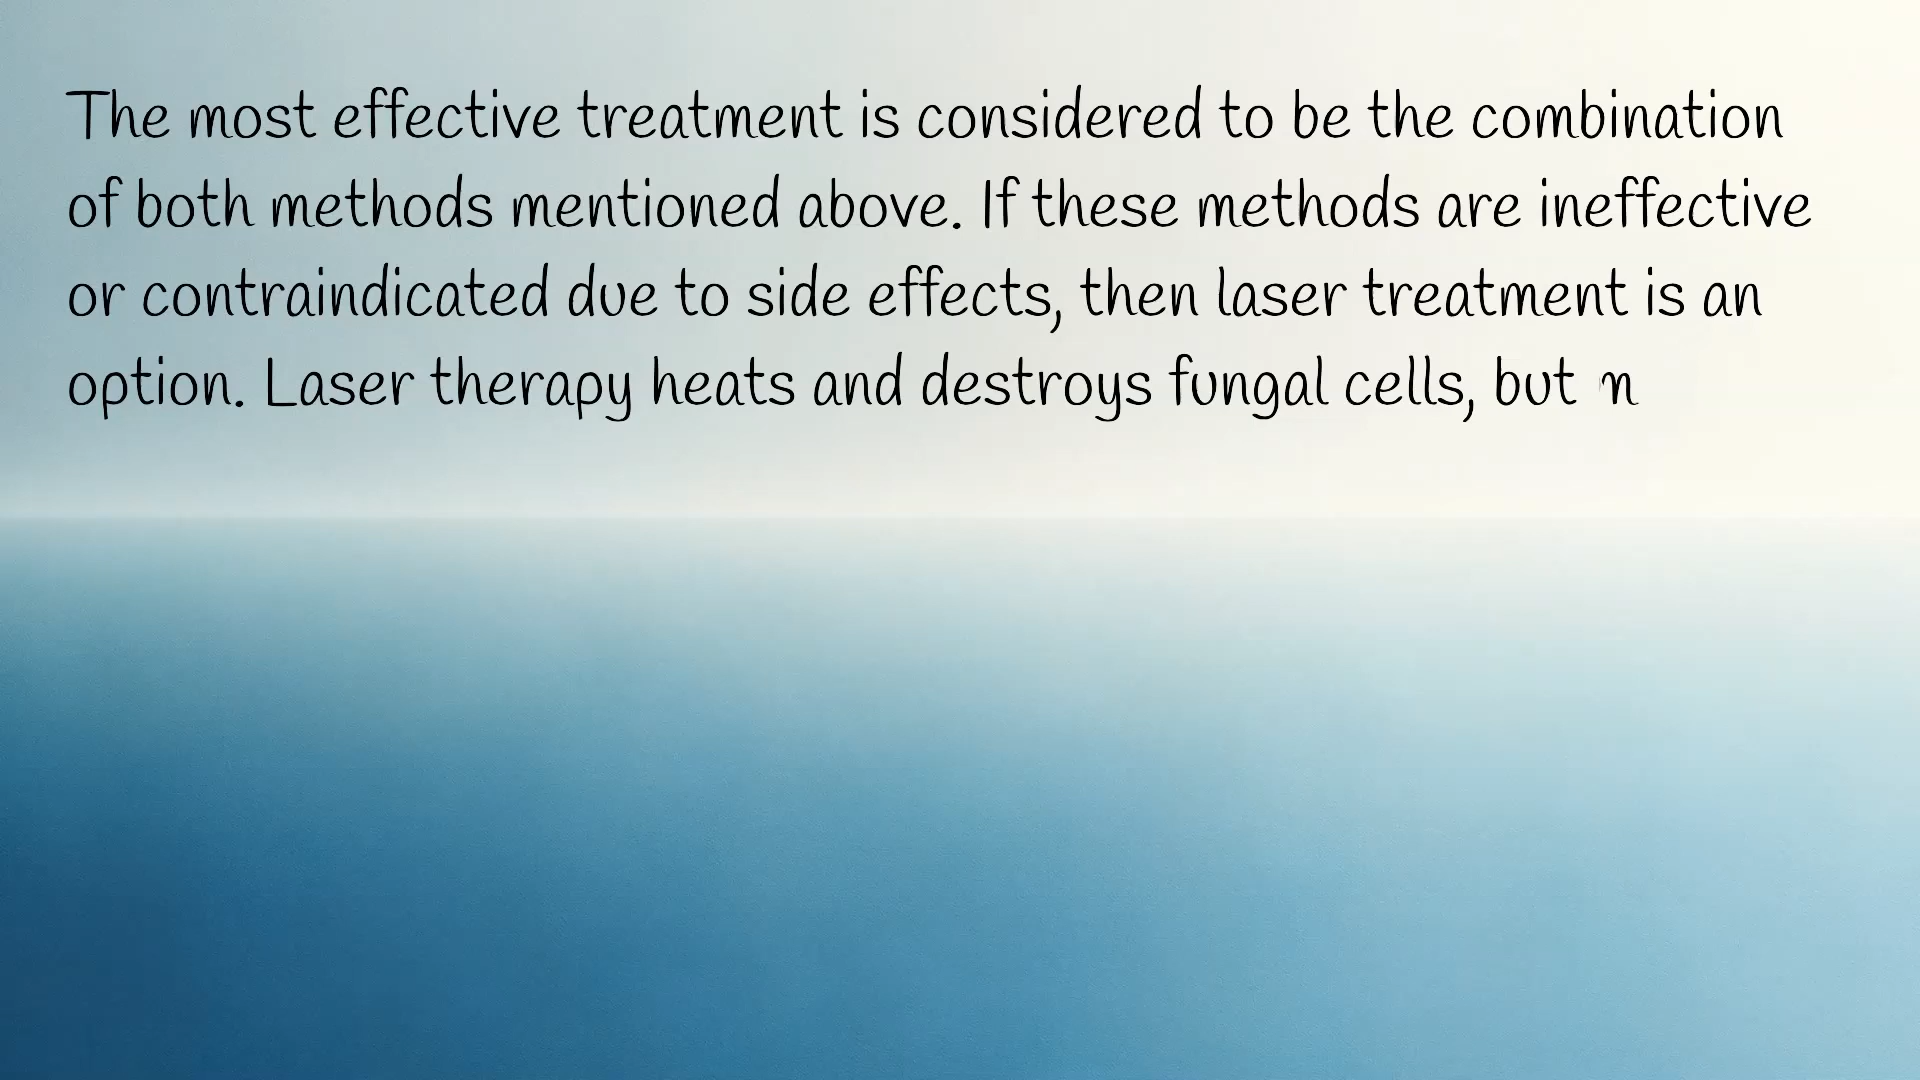 The most effective treatment is considered to be the combination
of both methods mentioned above. If these methods are ineffective
or contraindicated due to side effects, then laser treatment is an
option. Laser therapy heats and destroys fungal cells, but